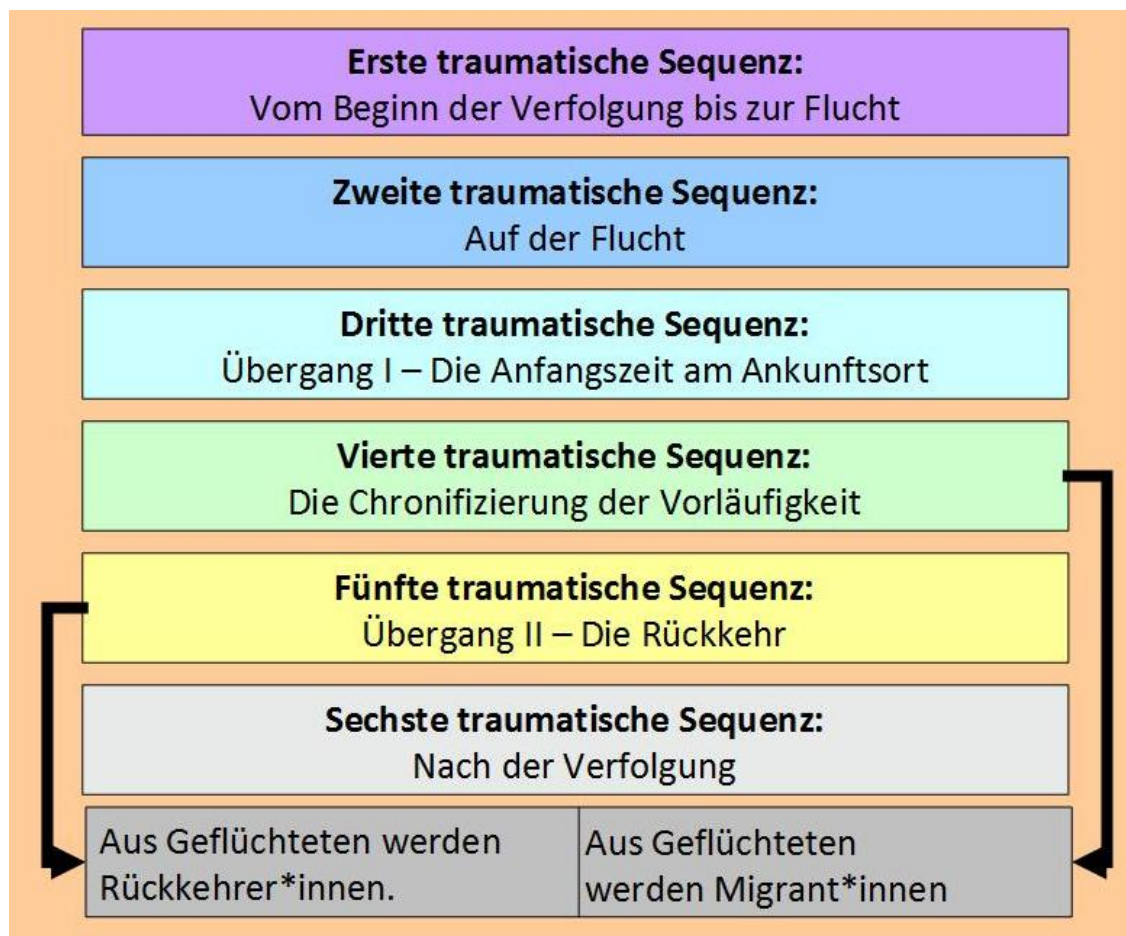 Erste traumatische Sequenz:
Vom Beginn der Verfolgung bis zur Flucht
Zweite traumatische Sequenz:
Auf der Flucht
Dritte traumatische Sequenz:
Übergang I – Die Anfangszeit am Ankunftsort
Vierte traumatische Sequenz:
Die Chronifizierung der Vorläufigkeit
Fünfte traumatische Sequenz:
Übergang II – Die Rückkehr
Sechste traumatische Sequenz:
Nach der Verfolgung
Aus Geflüchteten werden
Rückkehrer*innen.
Aus Geflüchteten
werden Migrant*innen